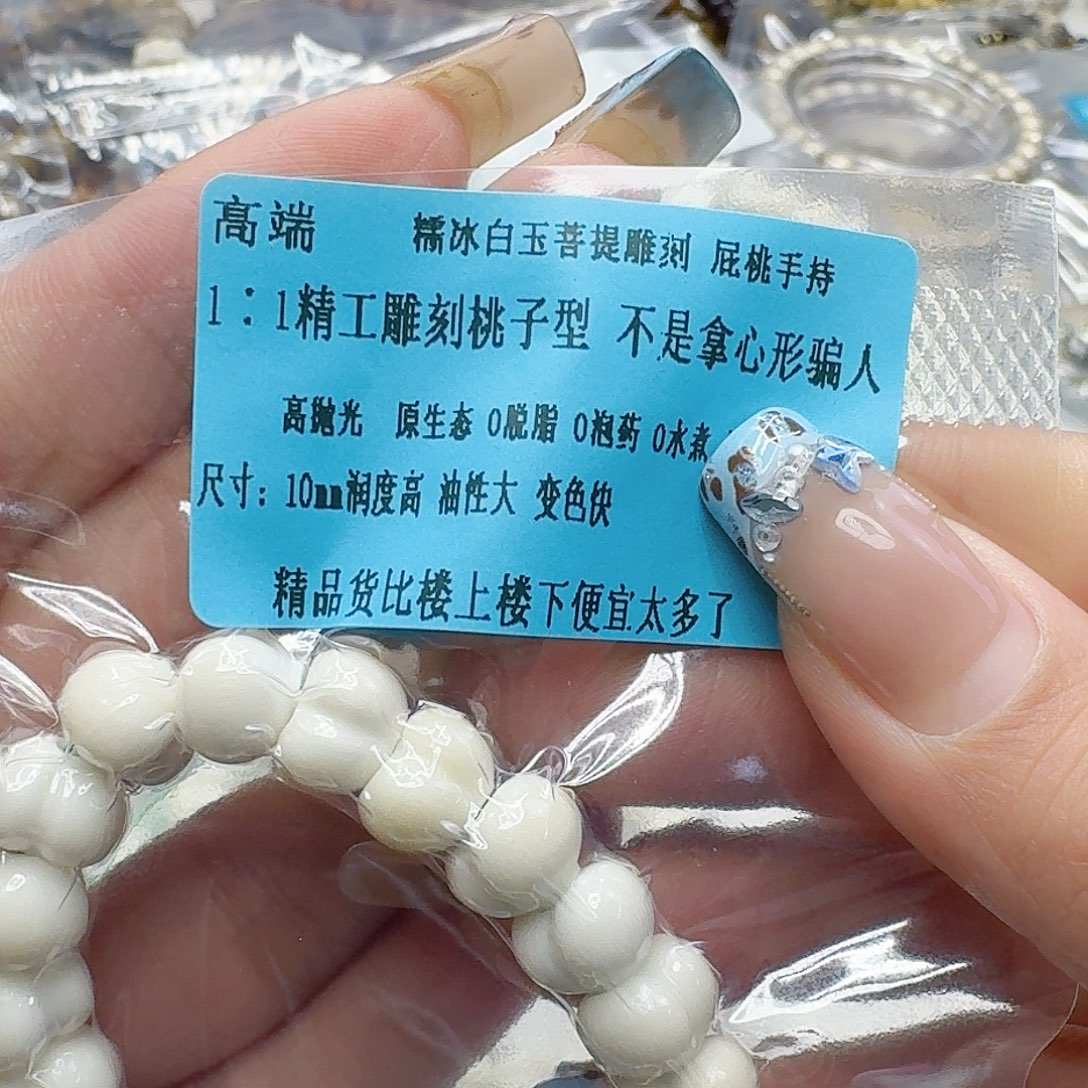 高端 糯冰白玉菩提雕刻 屁桃手持
1:1精工雕刻桃子型 不是拿心形骗人
高抛光 原生态 0脱脂 0泡药 0水煮
尺寸: 10mm润度高 油性大 变色快
精品货比楼上楼下便宜太多了